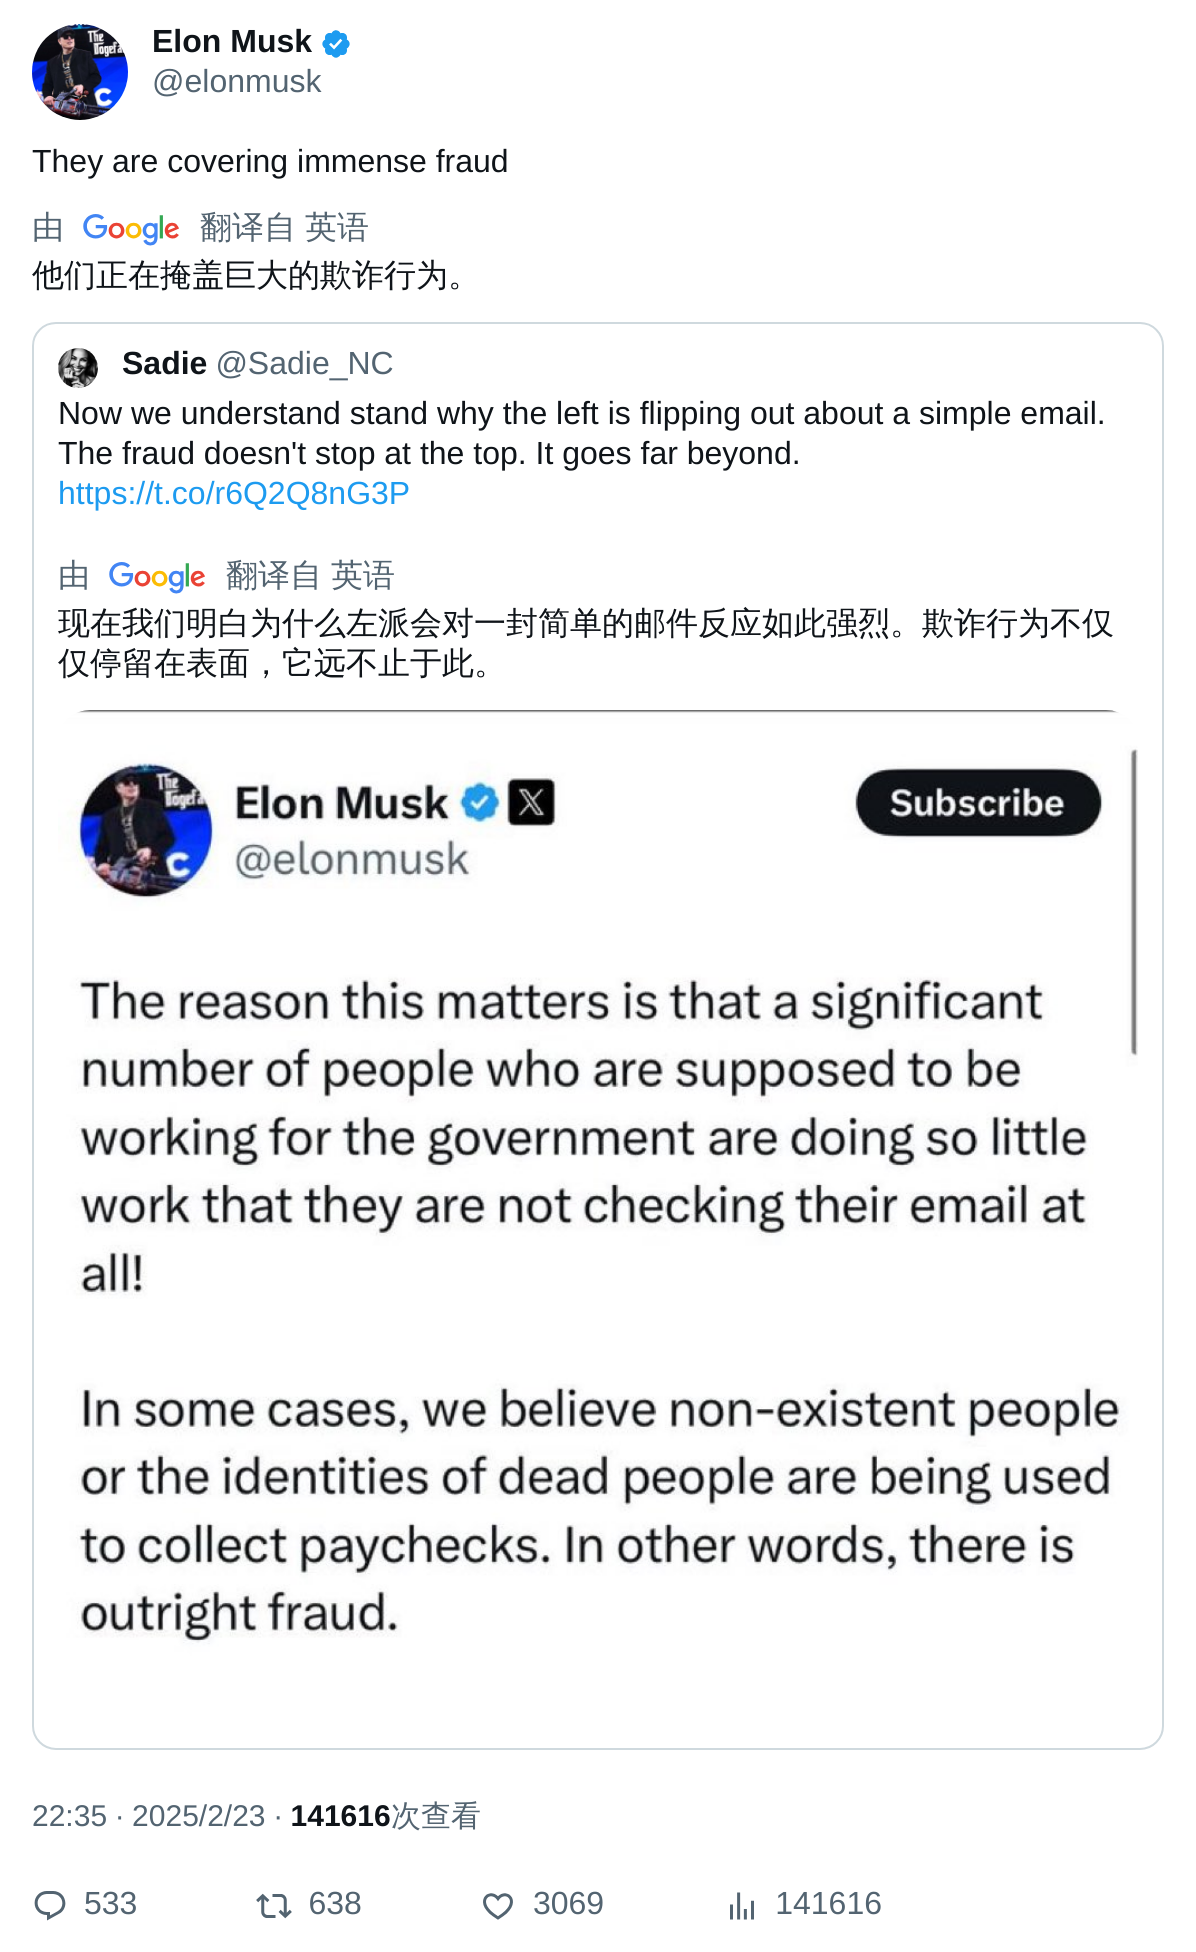 Elon Musk
@elonmusk
The
Dogefa
C
They are covering immense fraud
由 Google 翻译自 英语
他们正在掩盖巨大的欺诈行为。
Sadie @Sadie_NC
Now we understand stand why the left is flipping out about a simple email.
The fraud doesn't stop at the top. It goes far beyond.
https://t.co/r6Q2Q8nG3P
由 Google 翻译自 英语
现在我们明白为什么左派会对一封简单的邮件反应如此强烈。欺诈行为不仅
仅停留在表面，它远不止于此。
The
Dogefa
C
Elon Musk X
@elonmusk
Subscribe
The reason this matters is that a significant
number of people who are supposed to be
working for the government are doing so little
work that they are not checking their email at
all!
In some cases, we believe non-existent people
or the identities of dead people are being used
to collect paychecks. In other words, there is
outright fraud.
22:35 · 2025/2/23 · 141616次查看
533 638 3069 141616